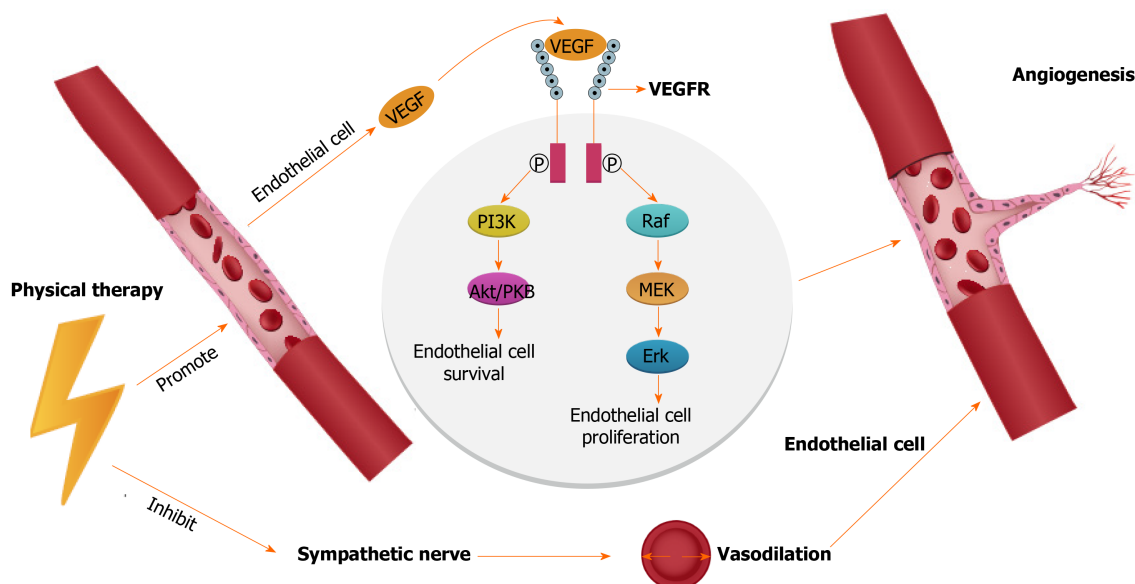 VEGF
VEGFR
Angiogenesis
VEGF
Endothelial cell
P
P
PI3K
Raf
Physical therapy
Akt/PKB
MEK
Promote
Endothelial cell
survival
Erk
Endothelial cell
proliferation
Endothelial cell
Inhibit
Sympathetic nerve
Vasodilation